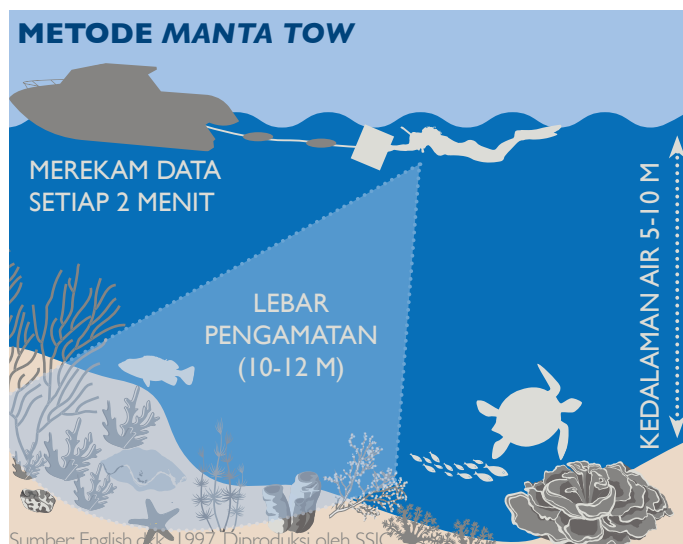 METODE MANTA TOW
MEREKAM DATA
SETIAP 2 MENIT
LEBAR
PENGAMATAN
(10-12 M)
KEDALAMAN AIR 5-10 M
Sumber: English dkk. 1997. Diproduksi oleh SSIC